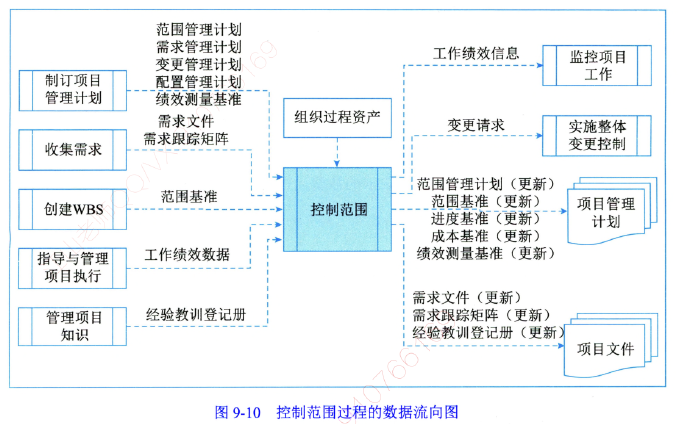 范围管理计划
需求管理计划
变更管理计划
配置管理计划
绩效测量基准
制订项目
管理计划
需求文件
需求跟踪矩阵
收集需求
范围基准
创建WBS
工作绩效数据
指导与管理
项目执行
经验教训登记册
管理项目
知识
组织过程资产
控制范围
工作绩效信息
监控项目
工作
变更请求
实施整体
变更控制
范围管理计划（更新）
范围基准（更新）
进度基准（更新）
成本基准（更新）
绩效测量基准（更新）
项目管理
计划
需求文件（更新）
需求跟踪矩阵（更新）
经验教训登记册（更新）
项目文件
图 9-10 控制范围过程的数据流向图